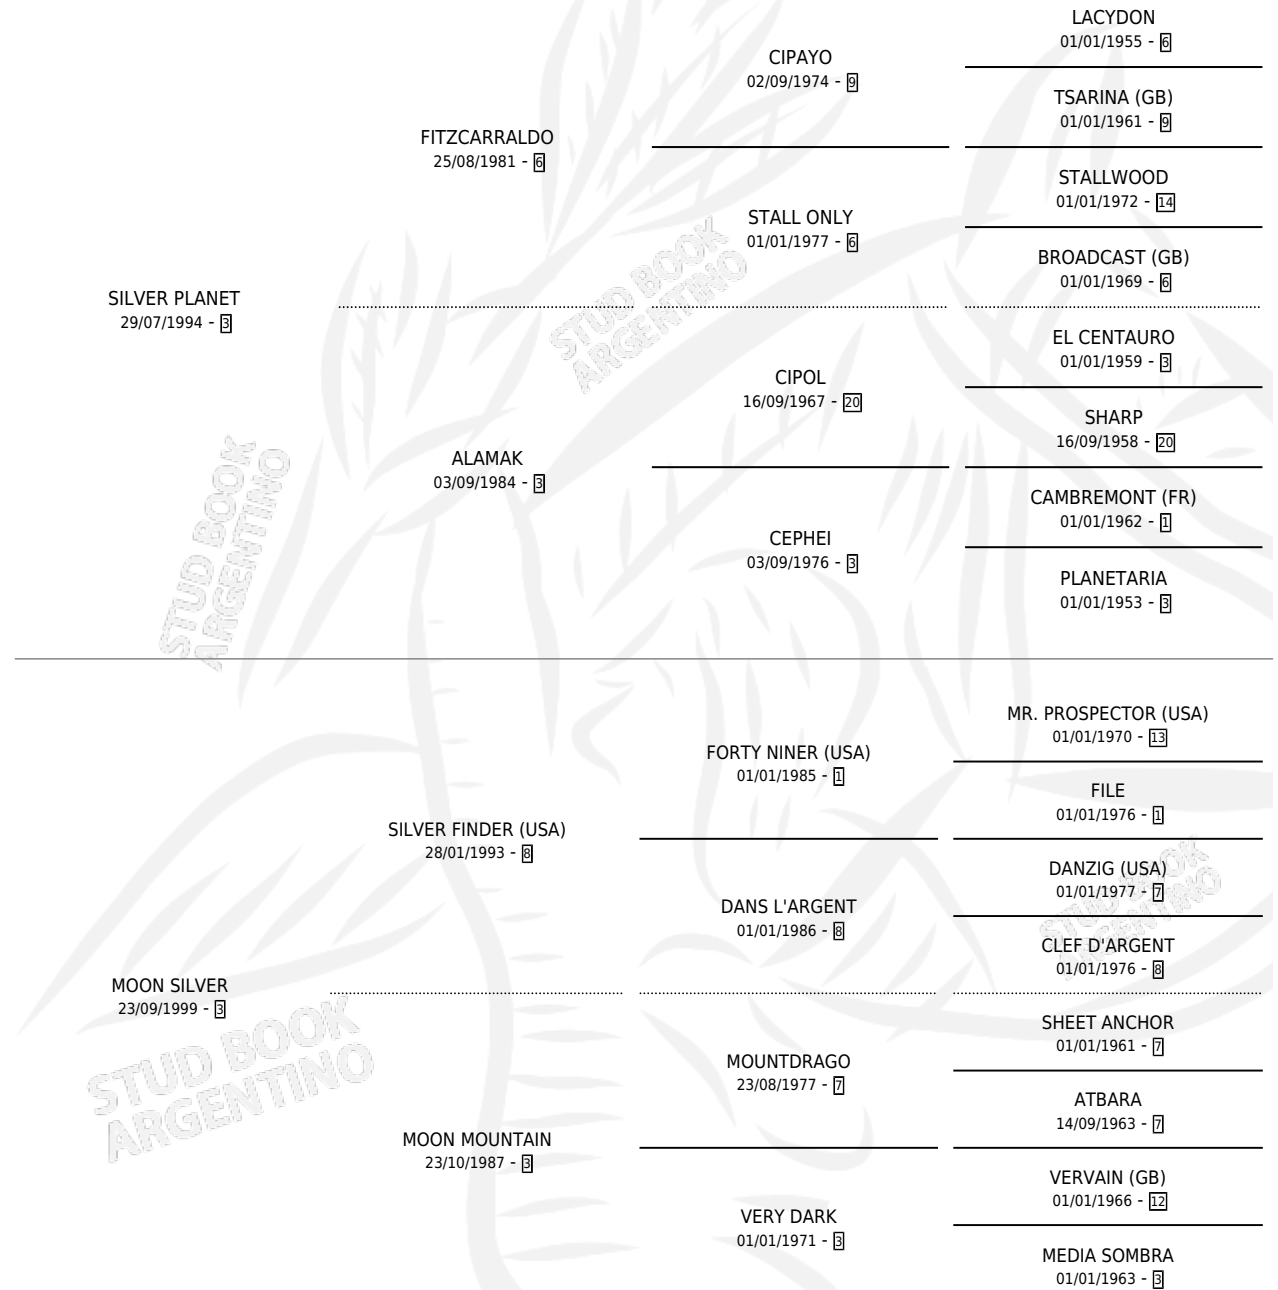 LACYDON
01/01/1955 - 6
CIPAYO
02/09/1974 - 9
TSARINA (GB)
01/01/1961 - 9
FITZCARRALDO
25/08/1981 - 6
STALLWOOD
01/01/1972 - 14
STALL ONLY
01/01/1977 - 6
BROADCAST (GB)
01/01/1969 - 6
SILVER PLANET
29/07/1994 - 3
EL CENTAURO
01/01/1959 - 3
CIPOL
16/09/1967 - 20
SHARP
16/09/1958 - 20
ALAMAK
03/09/1984 - 3
CAMBREMONT (FR)
01/01/1962 - 1
CEPHEI
03/09/1976 - 3
PLANETARIA
01/01/1953 - 3
STUD BOOK
ARGENTINO
STUD BOOK
ARGENTINO
MR. PROSPECTOR (USA)
01/01/1970 - 13
FORTY NINER (USA)
01/01/1985 - 1
FILE
01/01/1976 - 1
SILVER FINDER (USA)
28/01/1993 - 8
DANZIG (USA)
01/01/1977 - 7
DANS L'ARGENT
01/01/1986 - 8
CLEF D'ARGENT
01/01/1976 - 8
MOON SILVER
23/09/1999 - 3
SHEET ANCHOR
01/01/1961 - 7
MOUNTDRAGO
23/08/1977 - 7
ATBARA
14/09/1963 - 7
MOON MOUNTAIN
23/10/1987 - 3
VERVAIN (GB)
01/01/1966 - 12
VERY DARK
01/01/1971 - 3
MEDIA SOMBRA
01/01/1963 - 3
STUD BOOK
ARGENTINO
STUD BOOK
ARGENTINO